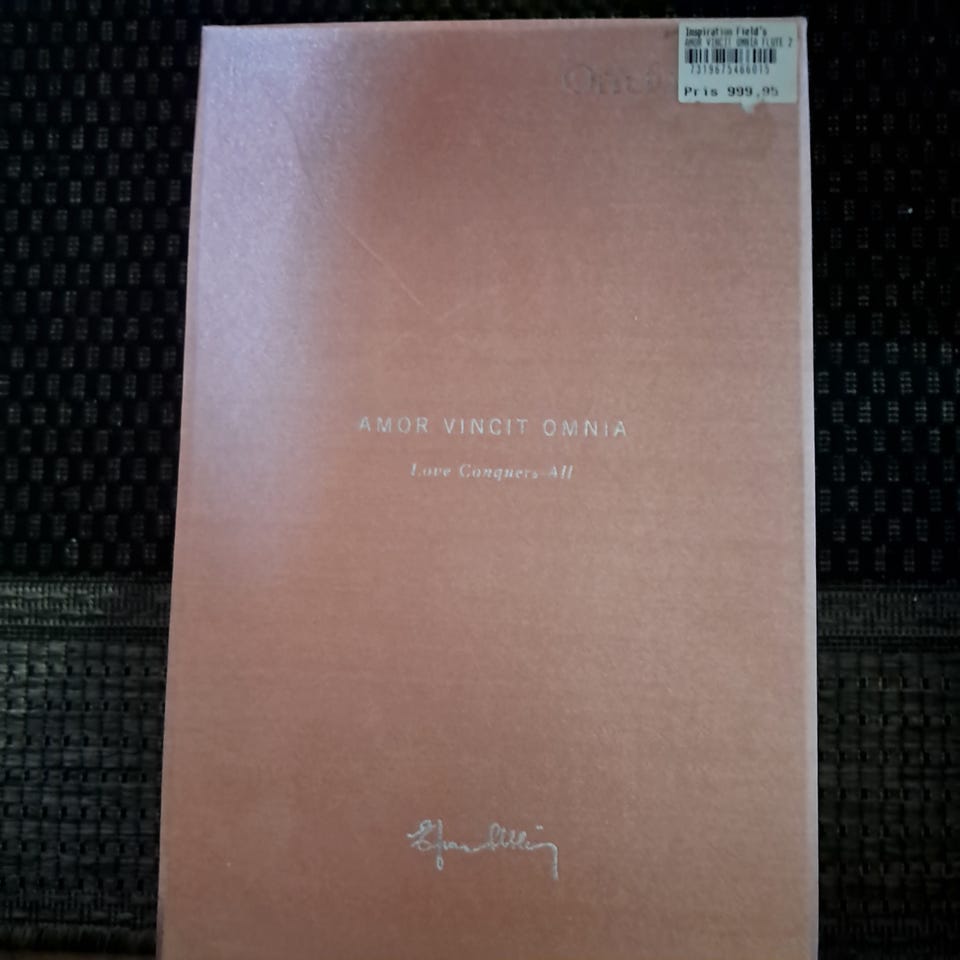 Inspiration Field's
AMOR VINCIT OMNIA FLUTE 2
7319675466015
Pris 999,95
AMOR VINCIT OMNIA
Love Conquers All